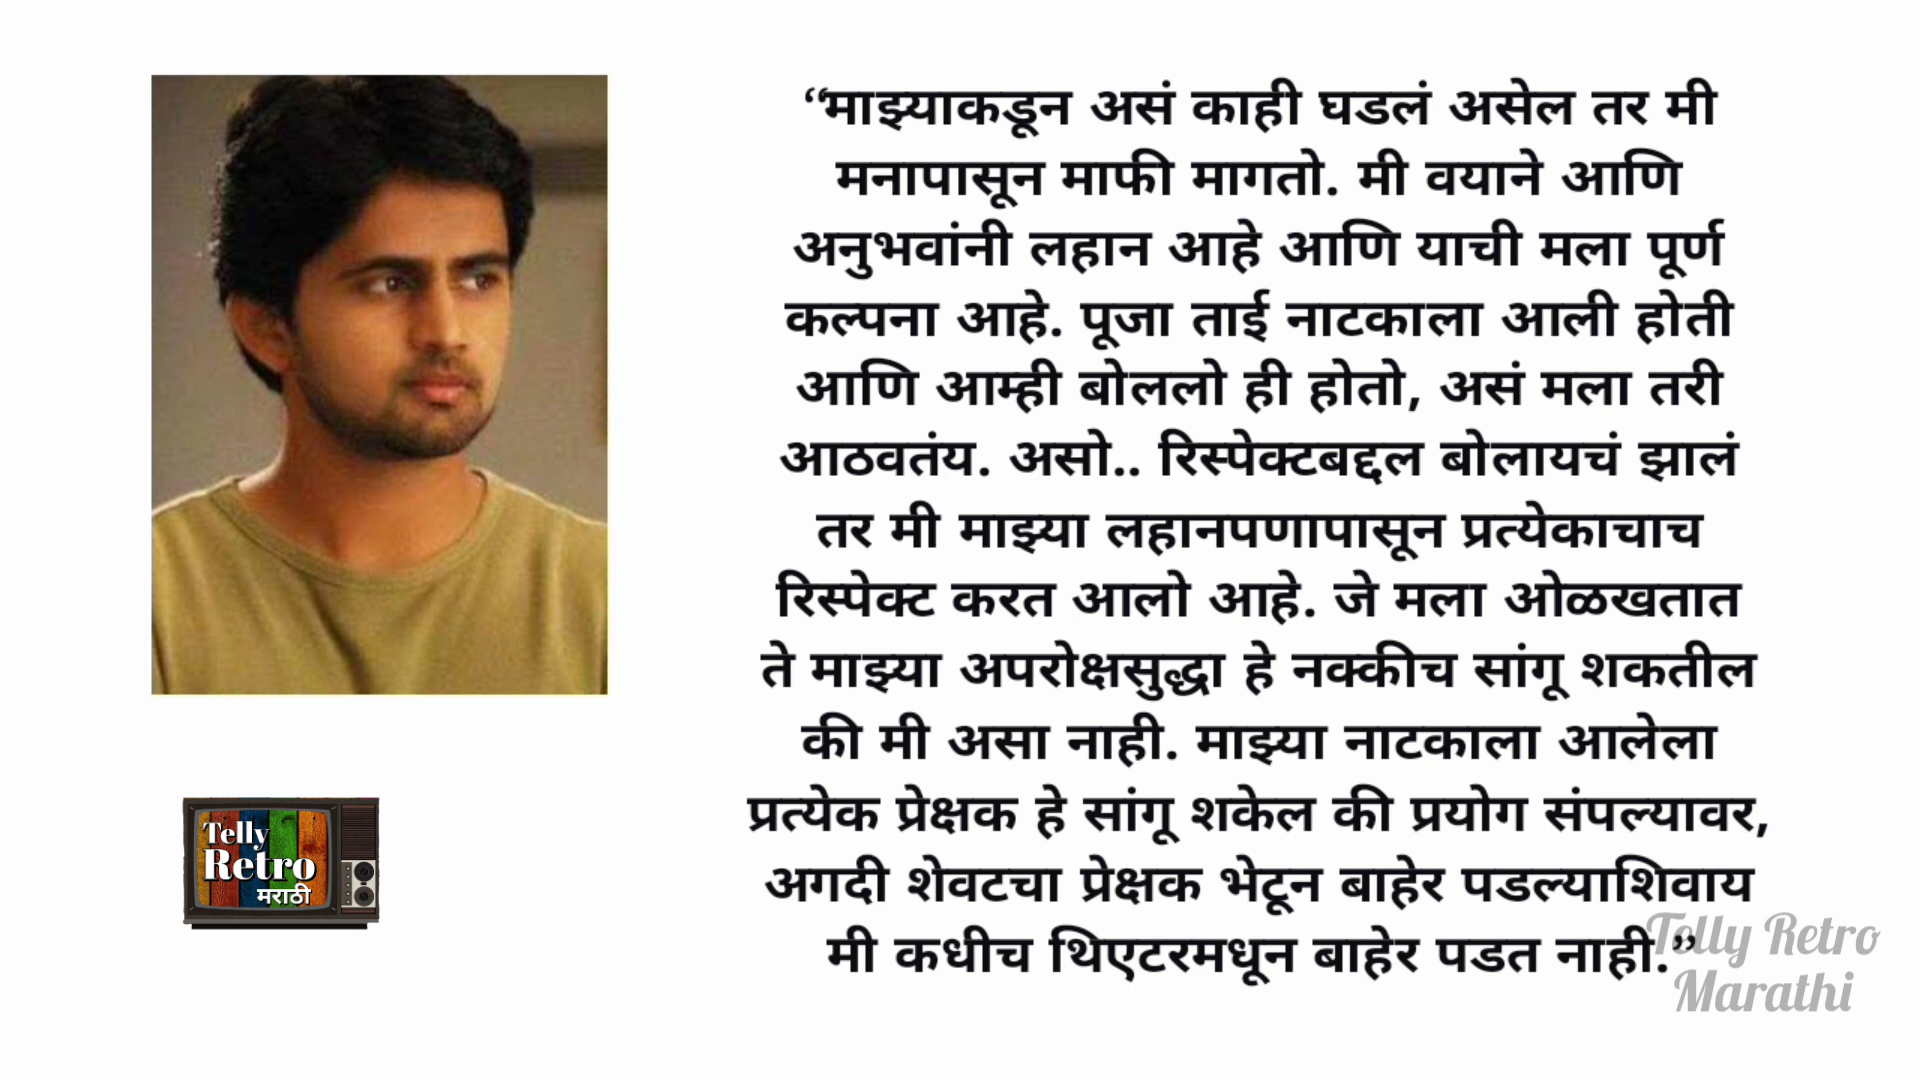 “माझ्याकडून असं काही घडलं असेल तर मी
मनापासून माफी मागतो. मी वयाने आणि
अनुभवांनी लहान आहे आणि याची मला पूर्ण
कल्पना आहे. पूजा ताई नाटकाला आली होती
आणि आम्ही बोललो ही होतो, असं मला तरी
आठवतंय. असो.. रिस्पेक्टबद्दल बोलायचं झालं
तर मी माझ्या लहानपणापासून प्रत्येकाचाच
रिस्पेक्ट करत आलो आहे. जे मला ओळखतात
ते माझ्या अपरोक्षसुद्धा हे नक्कीच सांगू शकतील
की मी असा नाही. माझ्या नाटकाला आलेला
प्रत्येक प्रेक्षक हे सांगू शकेल की प्रयोग संपल्यावर,
अगदी शेवटचा प्रेक्षक भेटून बाहेर पडल्याशिवाय
मी कधीच थिएटरमधून बाहेर पडत नाही.”
Telly
Retro
मराठी
Telly Retro
Marathi